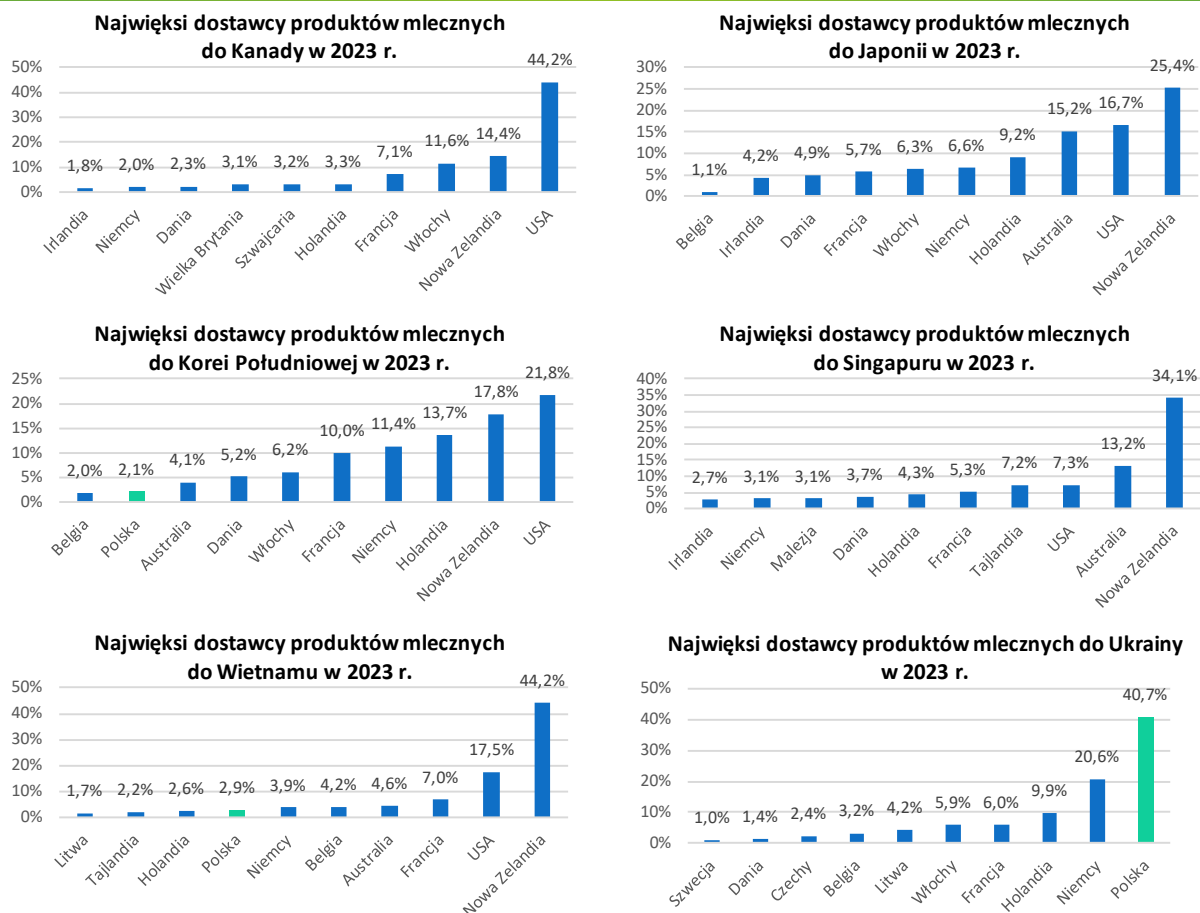 Najwięksi dostawcy produktów mlecznych
do Kanady w 2023 r.
50%
40%
30%
20%
10%
0%
1,8%
2,0%
2,3%
3,1%
3,2%
3,3%
7,1%
11,6%
14,4%
44,2%
Irlandia
Niemcy
Dania
Wielka Brytania
Szwajcaria
Holandia
Francja
Włochy
Nowa Zelandia
USA
Najwięksi dostawcy produktów mlecznych
do Japonii w 2023 r.
30%
25%
20%
15%
10%
5%
0%
1,1%
4,2%
4,9%
5,7%
6,3%
6,6%
9,2%
15,2%
16,7%
25,4%
Belgia
Irlandia
Dania
Francja
Włochy
Niemcy
Holandia
Australia
USA
Nowa Zelandia
Najwięksi dostawcy produktów mlecznych
do Korei Południowej w 2023 r.
25%
20%
15%
10%
5%
0%
2,0%
2,1%
4,1%
5,2%
6,2%
10,0%
11,4%
13,7%
17,8%
21,8%
Belgia
Polska
Australia
Dania
Włochy
Francja
Niemcy
Holandia
Nowa Zelandia
USA
Najwięksi dostawcy produktów mlecznych
do Singapuru w 2023 r.
40%
35%
30%
25%
20%
15%
10%
5%
0%
2,7%
3,1%
3,1%
3,7%
4,3%
5,3%
7,2%
7,3%
13,2%
34,1%
Irlandia
Niemcy
Malezja
Dania
Holandia
Francja
Tajlandia
USA
Australia
Nowa Zelandia
Najwięksi dostawcy produktów mlecznych
do Wietnamu w 2023 r.
50%
40%
30%
20%
10%
0%
1,7%
2,2%
2,6%
2,9%
3,9%
4,2%
4,6%
7,0%
17,5%
44,2%
Litwa
Tajlandia
Holandia
Polska
Niemcy
Belgia
Australia
Francja
USA
Nowa Zelandia
Najwięksi dostawcy produktów mlecznych do Ukrainy
w 2023 r.
50%
40%
30%
20%
10%
0%
1,0%
1,4%
2,4%
3,2%
4,2%
5,9%
6,0%
9,9%
20,6%
40,7%
Szwecja
Dania
Czechy
Belgia
Litwa
Włochy
Francja
Holandia
Niemcy
Polska